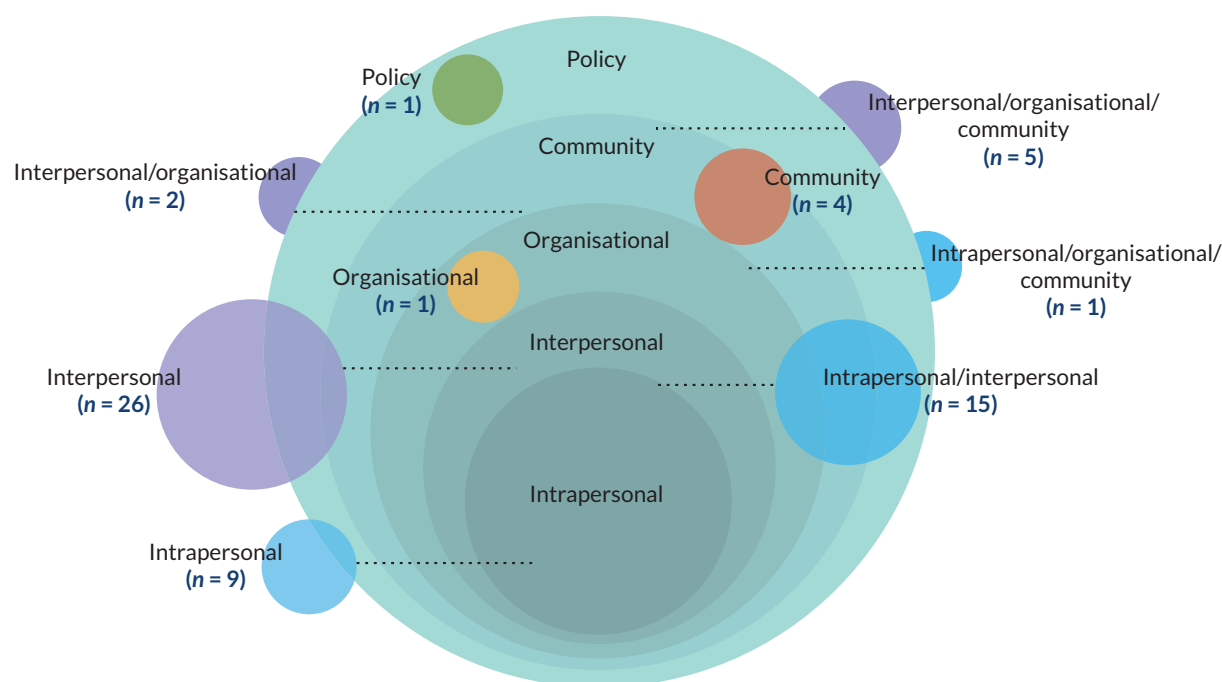 Policy
Policy
(n = 1)
Interpersonal/organisational/
community
(n = 5)
Community
Interpersonal/organisational
(n = 2)
Community
(n = 4)
Organisational
Intrapersonal/organisational/
community
(n = 1)
Organisational
(n = 1)
Interpersonal
Interpersonal
(n = 26)
Intrapersonal/interpersonal
(n = 15)
Intrapersonal
Intrapersonal
(n = 9)